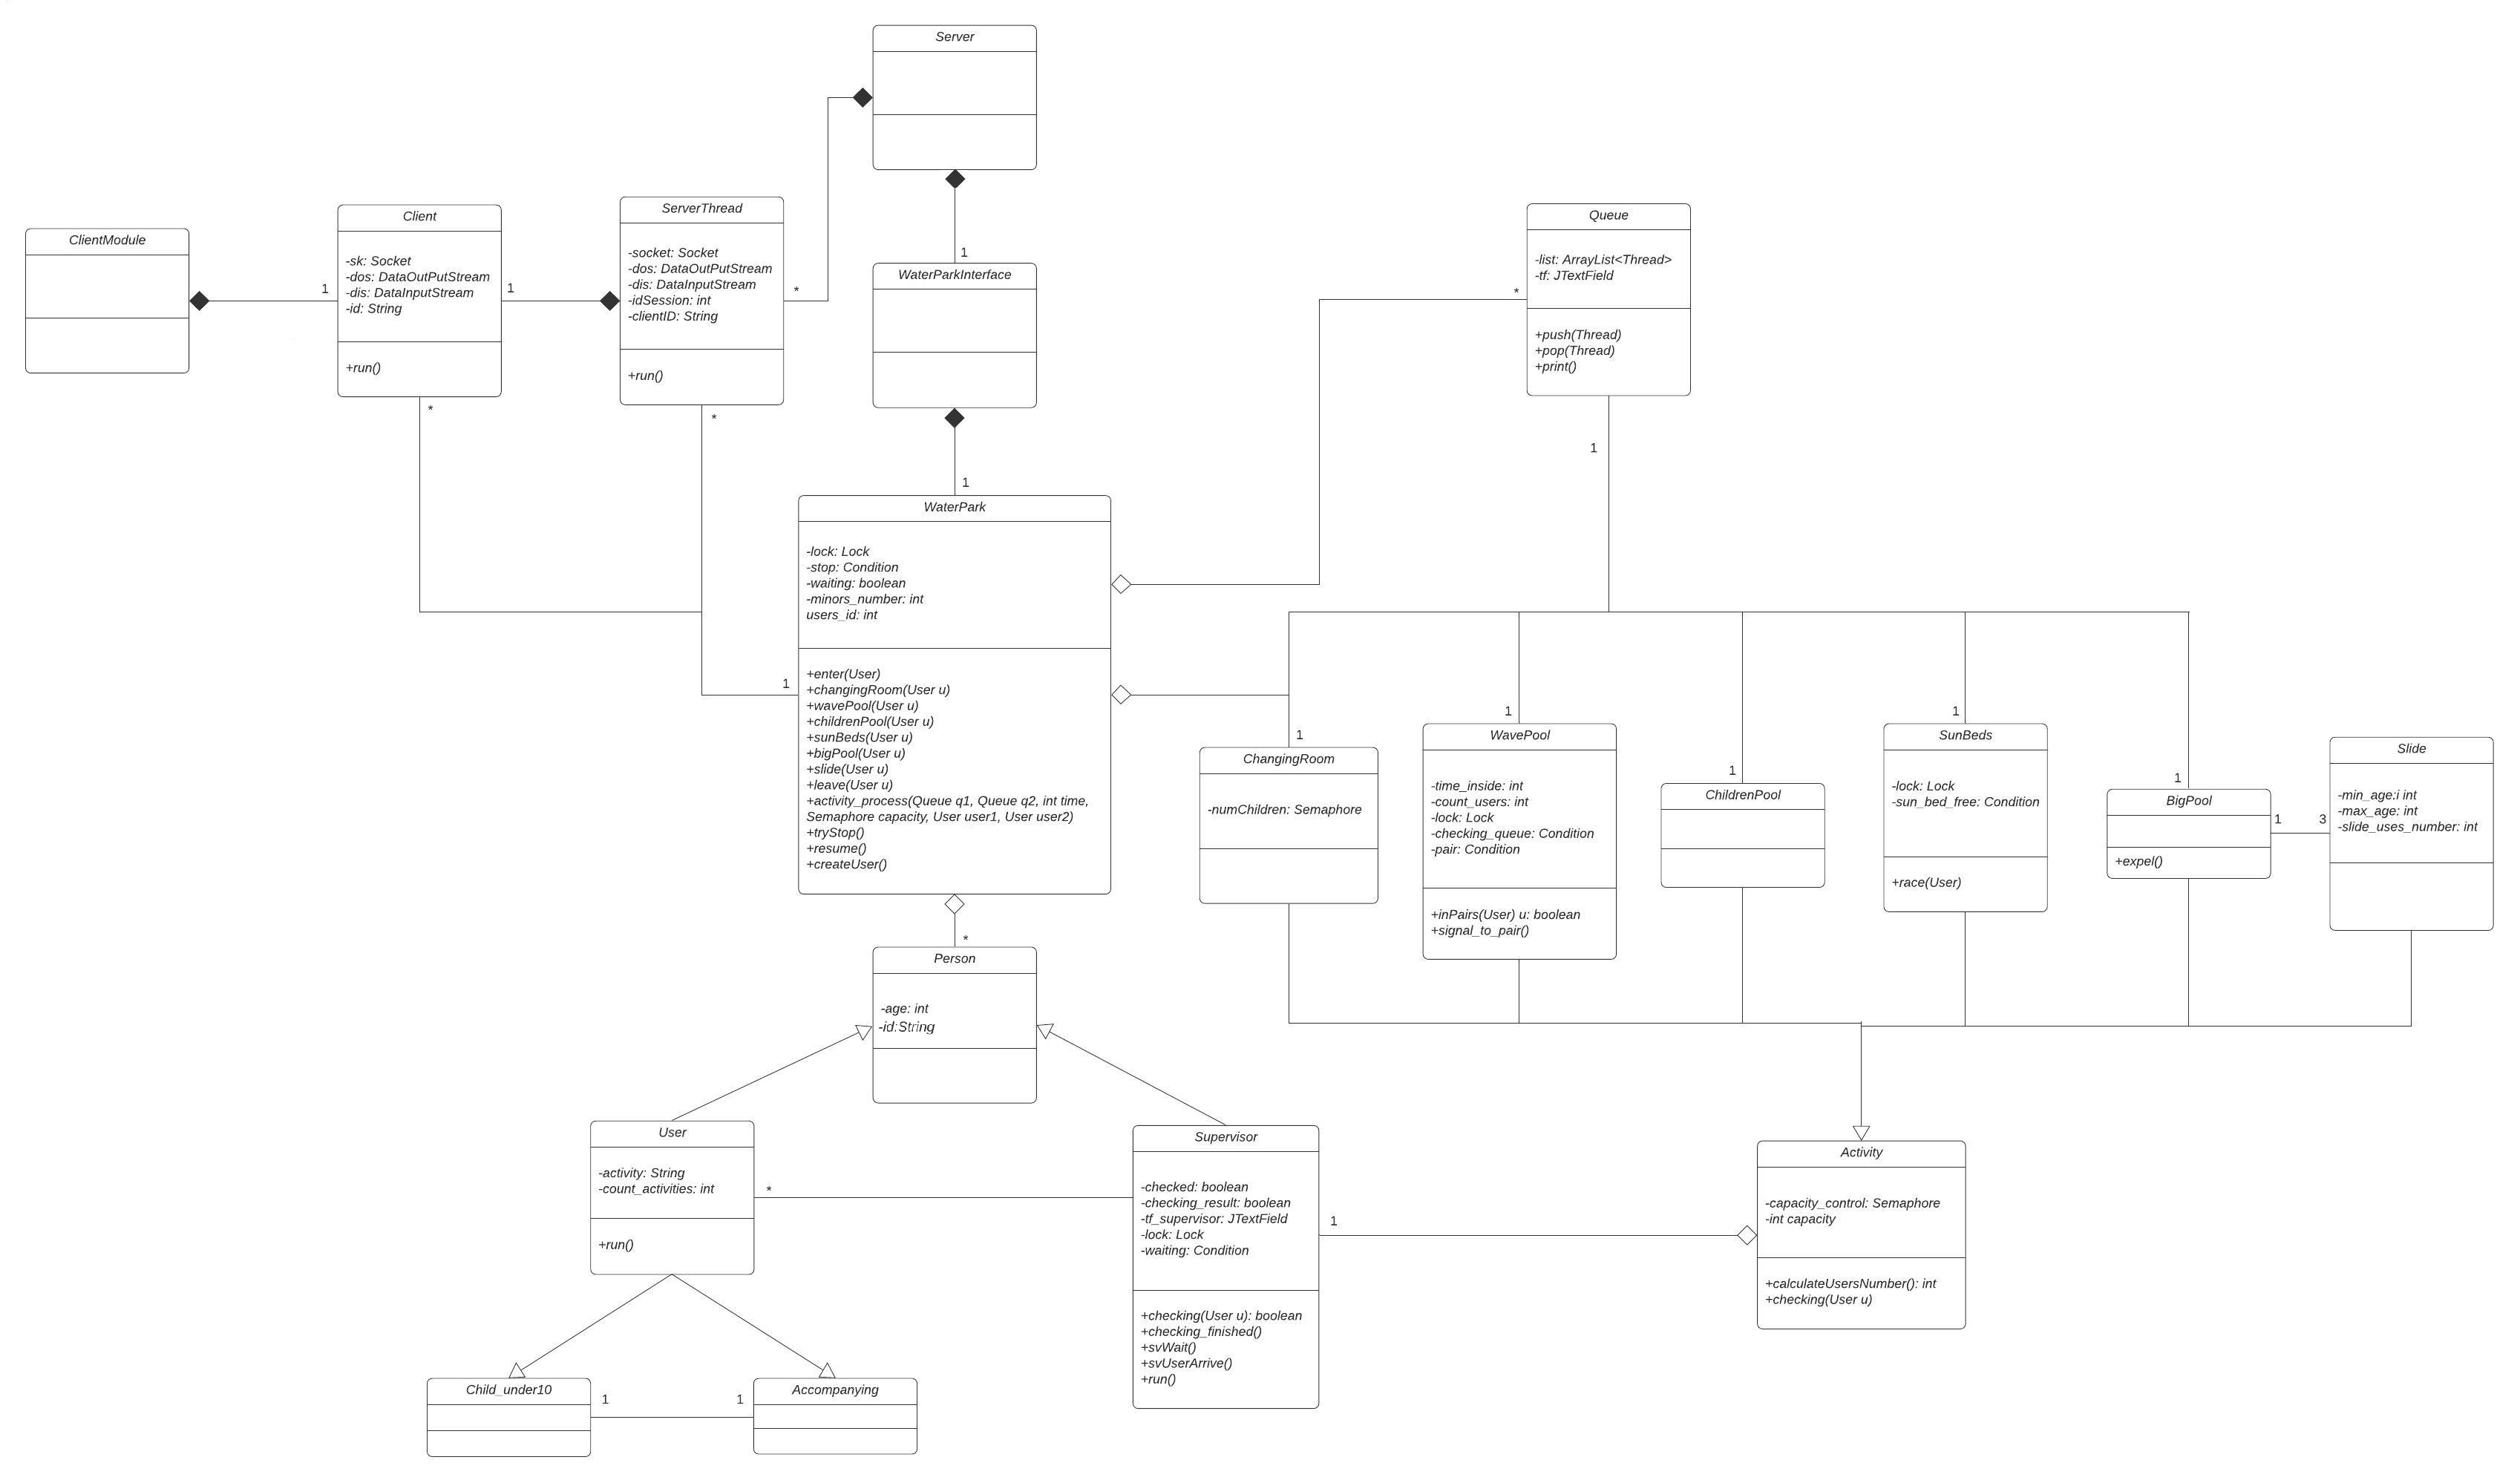 Server
1
ClientModule
1
Client
-sk: Socket
-dos: DataOutPutStream
-dis: DataInputStream
-id: String
+run()
1
*
ServerThread
-socket: Socket
-dos: DataOutPutStream
-dis: DataInputStream
-idSession: int
-clientID: String
+run()
*
*
WaterParkInterface
1
Queue
-list: ArrayList<Thread>
-tf: JTextField
+push(Thread)
+pop(Thread)
+print()
*
1
WaterPark
-lock: Lock
-stop: Condition
-waiting: boolean
-minors_number: int
users_id: int
+enter(User)
+changingRoom(User u)
+wavePool(User u)
+childrenPool(User u)
+sunBeds(User u)
+bigPool(User u)
+slide(User u)
+leave(User u)
+activity_process(Queue q1, Queue q2, int time,
Semaphore capacity, User user1, User user2)
+tryStop()
+resume()
+createUser()
1
*
1
ChangingRoom
-numChildren: Semaphore
1
WavePool
-time_inside: int
-count_users: int
-lock: Lock
-checking_queue: Condition
-pair: Condition
+inPairs(User) u: boolean
+signal_to_pair()
1
ChildrenPool
1
SunBeds
-lock: Lock
-sun_bed_free: Condition
+race(User)
1
BigPool
+expel()
1
3
Slide
-min_age:i int
-max_age: int
-slide_uses_number: int
Person
-age: int
-id:String
User
-activity: String
-count_activities: int
+run()
*
Supervisor
-checked: boolean
-checking_result: boolean
-tf_supervisor: JTextField
-lock: Lock
-waiting: Condition
+checking(User u): boolean
+checking_finished()
+svWait()
+svUserArrive()
+run()
1
Activity
-capacity_control: Semaphore
-int capacity
+calculateUsersNumber(): int
+checking(User u)
Child_under10
1
1
Accompanying